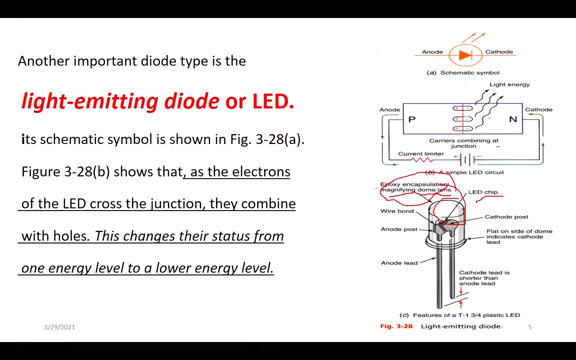 Another important diode type is the
light-emitting diode or LED.
its schematic symbol is shown in Fig. 3-28(a).
Figure 3-28(b) shows that, as the electrons
of the LED cross the junction, they combine
with holes. This changes their status from
one energy level to a lower energy level.
Anode
Cathode
(a) Schematic symbol
Light energy
Anode
Cathode
P
N
Carriers combining at
junction
Current limiter
(b) A simple LED circuit
Epoxy encapsulation/
magnifying dome lens
LED chip
Wire bond
Cathode post
Anode post
Flat on side of dome
indicates cathode
lead
Anode lead
Cathode lead is
shorter than
anode lead
(c) Features of a T-1 3/4 plastic LED
Fig. 3-28 Light-emitting diode.
3/29/2021
5